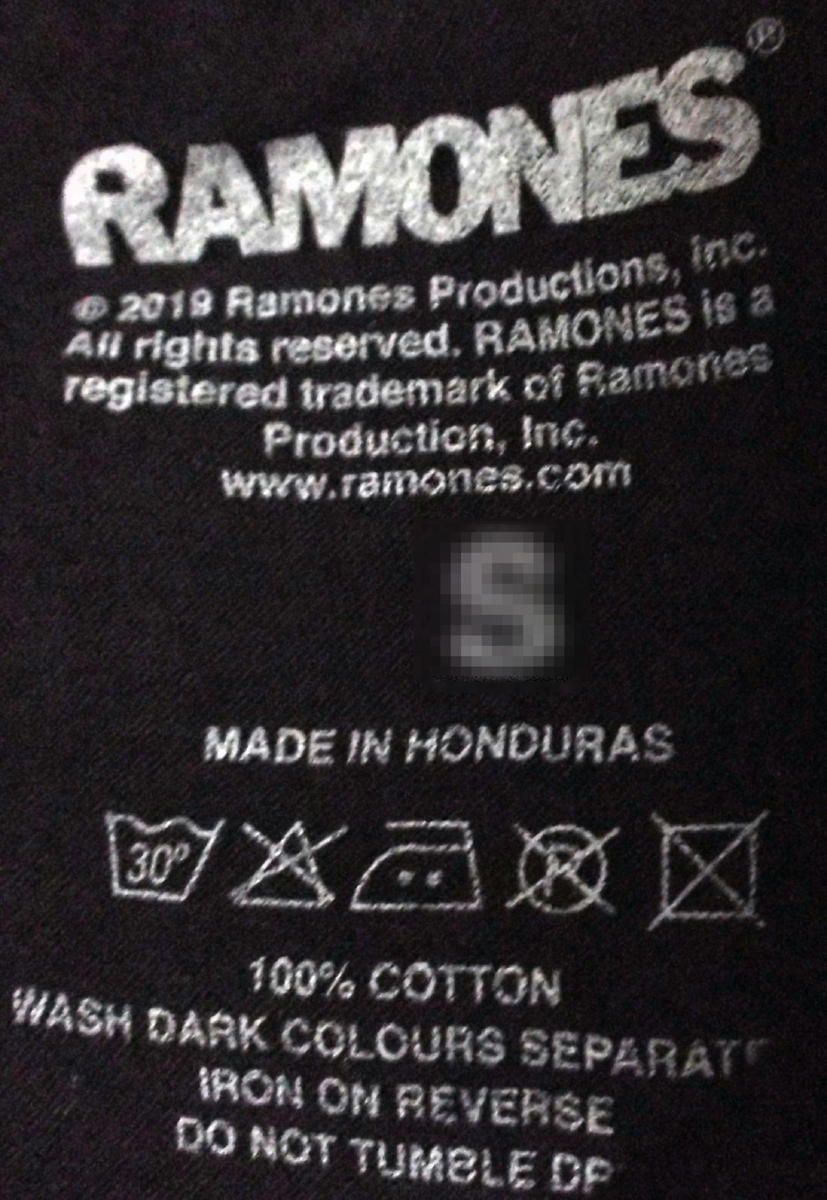 RAMONES®
© 2019 Ramones Productions, Inc.
All rights reserved. RAMONES is a
registered trademark of Ramones
Production, Inc.
www.ramones.com
S
MADE IN HONDURAS
30° P
100% COTTON
WASH DARK COLOURS SEPARATE
IRON ON REVERSE
DO NOT TUMBLE